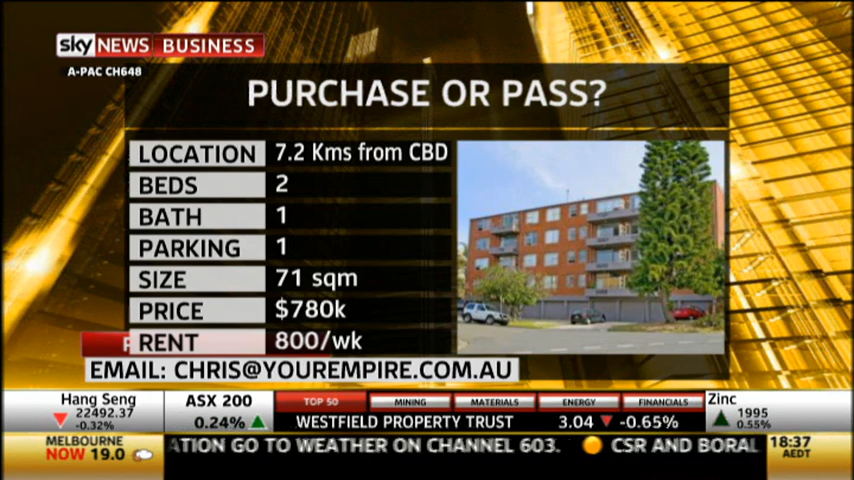 sky NEWS BUSINESS
A-PAC CH648
PURCHASE OR PASS?
LOCATION 7.2 Kms from CBD
BEDS 2
BATH 1
PARKING 1
SIZE 71 sqm
PRICE $780k
RENT 800/wk
EMAIL: CHRIS@YOUREMPIRE.COM.AU
Hang Seng
22492.37
-0.32%
ASX 200
0.24%
TOP 50 MINING MATERIALS ENERGY FINANCIALS
WESTFIELD PROPERTY TRUST 3.04 -0.65%
Zinc
1995
0.55%
MELBOURNE
NOW 19.0
ATION GO TO WEATHER ON CHANNEL 603. CSR AND BORAL
18:37
AEDT